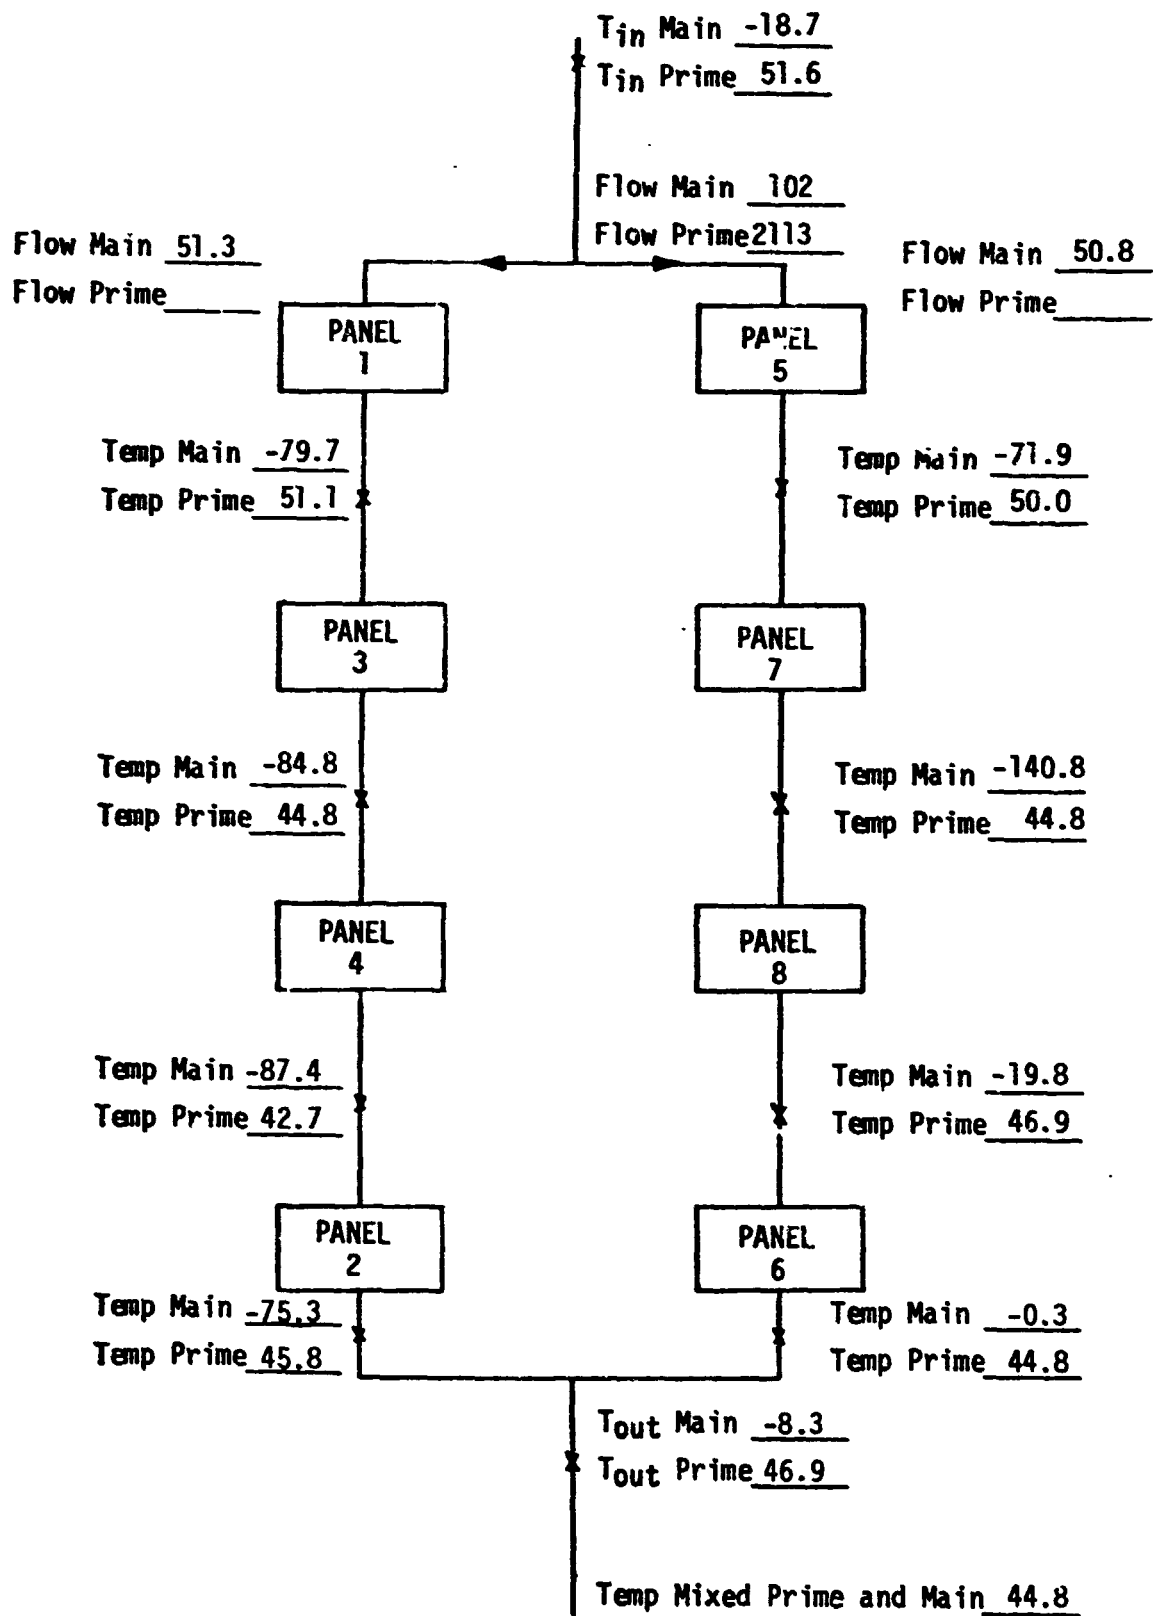 Tin Main -18.7
Tin Prime 51.6
Flow Main 102
Flow Prime 2113
Flow Main 51.3
Flow Prime
Flow Main 50.8
Flow Prime
PANEL
1
PANEL
5
Temp Main -79.7
Temp Prime 51.1
Temp Main -71.9
Temp Prime 50.0
PANEL
3
PANEL
7
Temp Main -84.8
Temp Prime 44.8
Temp Main -140.8
Temp Prime 44.8
PANEL
4
PANEL
8
Temp Main -87.4
Temp Prime 42.7
Temp Main -19.8
Temp Prime 46.9
PANEL
2
PANEL
6
Temp Main -75.3
Temp Prime 45.8
Temp Main -0.3
Temp Prime 44.8
Tout Main -8.3
Tout Prime 46.9
Temp Mixed Prime and Main 44.8